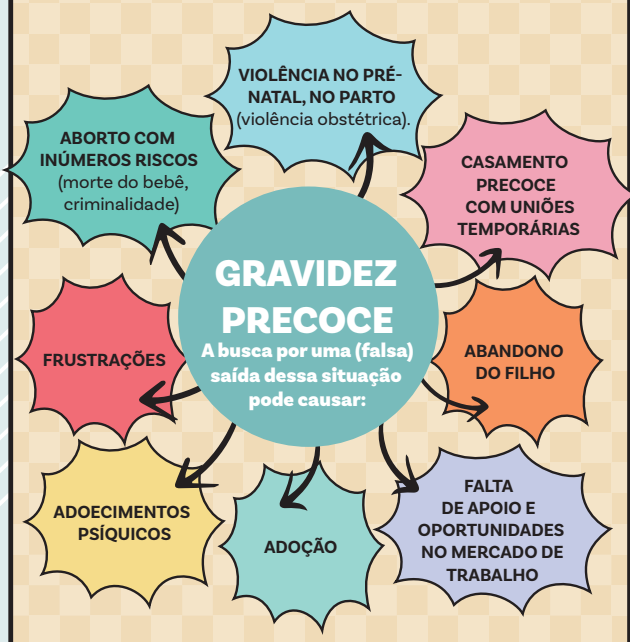 GRAVIDEZ
PRECOCE
A busca por uma (falsa)
saída dessa situação
pode causar:
VIOLÊNCIA NO PRÉ-
NATAL, NO PARTO
(violência obstétrica).
CASAMENTO
PRECOCE
COM UNIÕES
TEMPORÁRIAS
ABANDONO
DO FILHO
FALTA
DE APOIO E
OPORTUNIDADES
NO MERCADO DE
TRABALHO
ADOÇÃO
ADOECIMENTOS
PSÍQUICOS
FRUSTRAÇÕES
ABORTO COM
INÚMEROS RISCOS
(morte do bebê,
criminalidade)